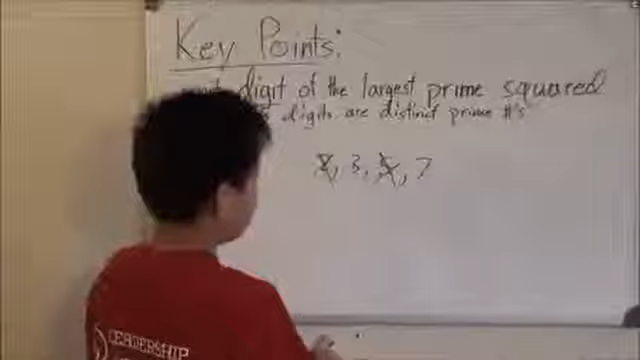 Key Points:
digit of the largest prime squared
digits are distinct prime #'s
2, 3, 5, 7
LEADERSHIP